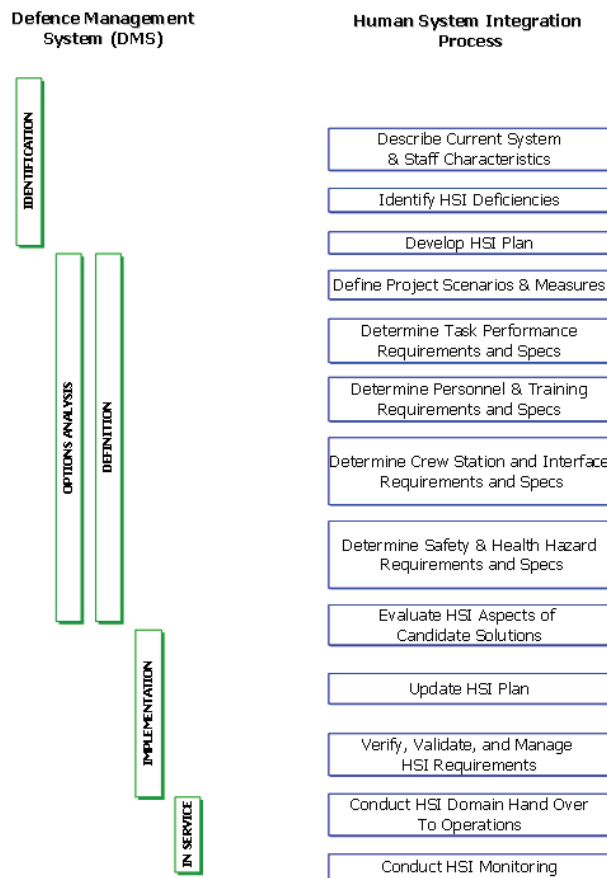 Defence Management
System (DMS)
Human System Integration
Process
IDENTIFICATION
OPTIONS ANALYSIS
DEFINITION
IMPLEMENTATION
IN SERVICE
Describe Current System
& Staff Characteristics
Identify HSI Deficiencies
Develop HSI Plan
Define Project Scenarios & Measures
Determine Task Performance
Requirements and Specs
Determine Personnel & Training
Requirements and Specs
Determine Crew Station and Interface
Requirements and Specs
Determine Safety & Health Hazard
Requirements and Specs
Evaluate HSI Aspects of
Candidate Solutions
Update HSI Plan
Verify, Validate, and Manage
HSI Requirements
Conduct HSI Domain Hand Over
To Operations
Conduct HSI Monitoring